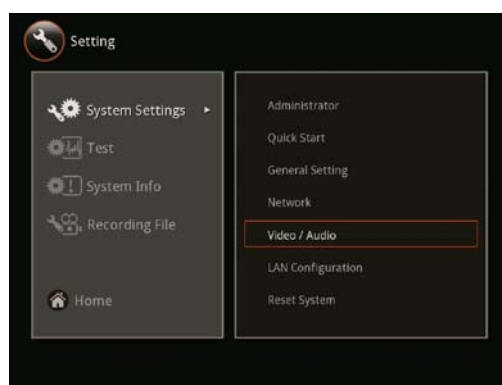 Setting
System Settings
Test
System Info
Recording File
Home
Administrator
Quick Start
General Setting
Network
Video / Audio
LAN Configuration
Reset System